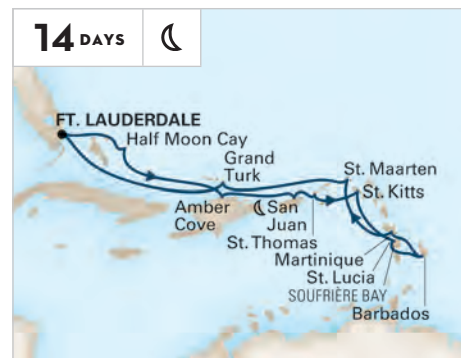 14 DAYS
FT. LAUDERDALE
Half Moon Cay
Grand
Turk
St. Maarten
St. Kitts
Amber
Cove
San
Juan
St. Thomas
Martinique
St. Lucia
SOUFRIÈRE BAY
Barbados